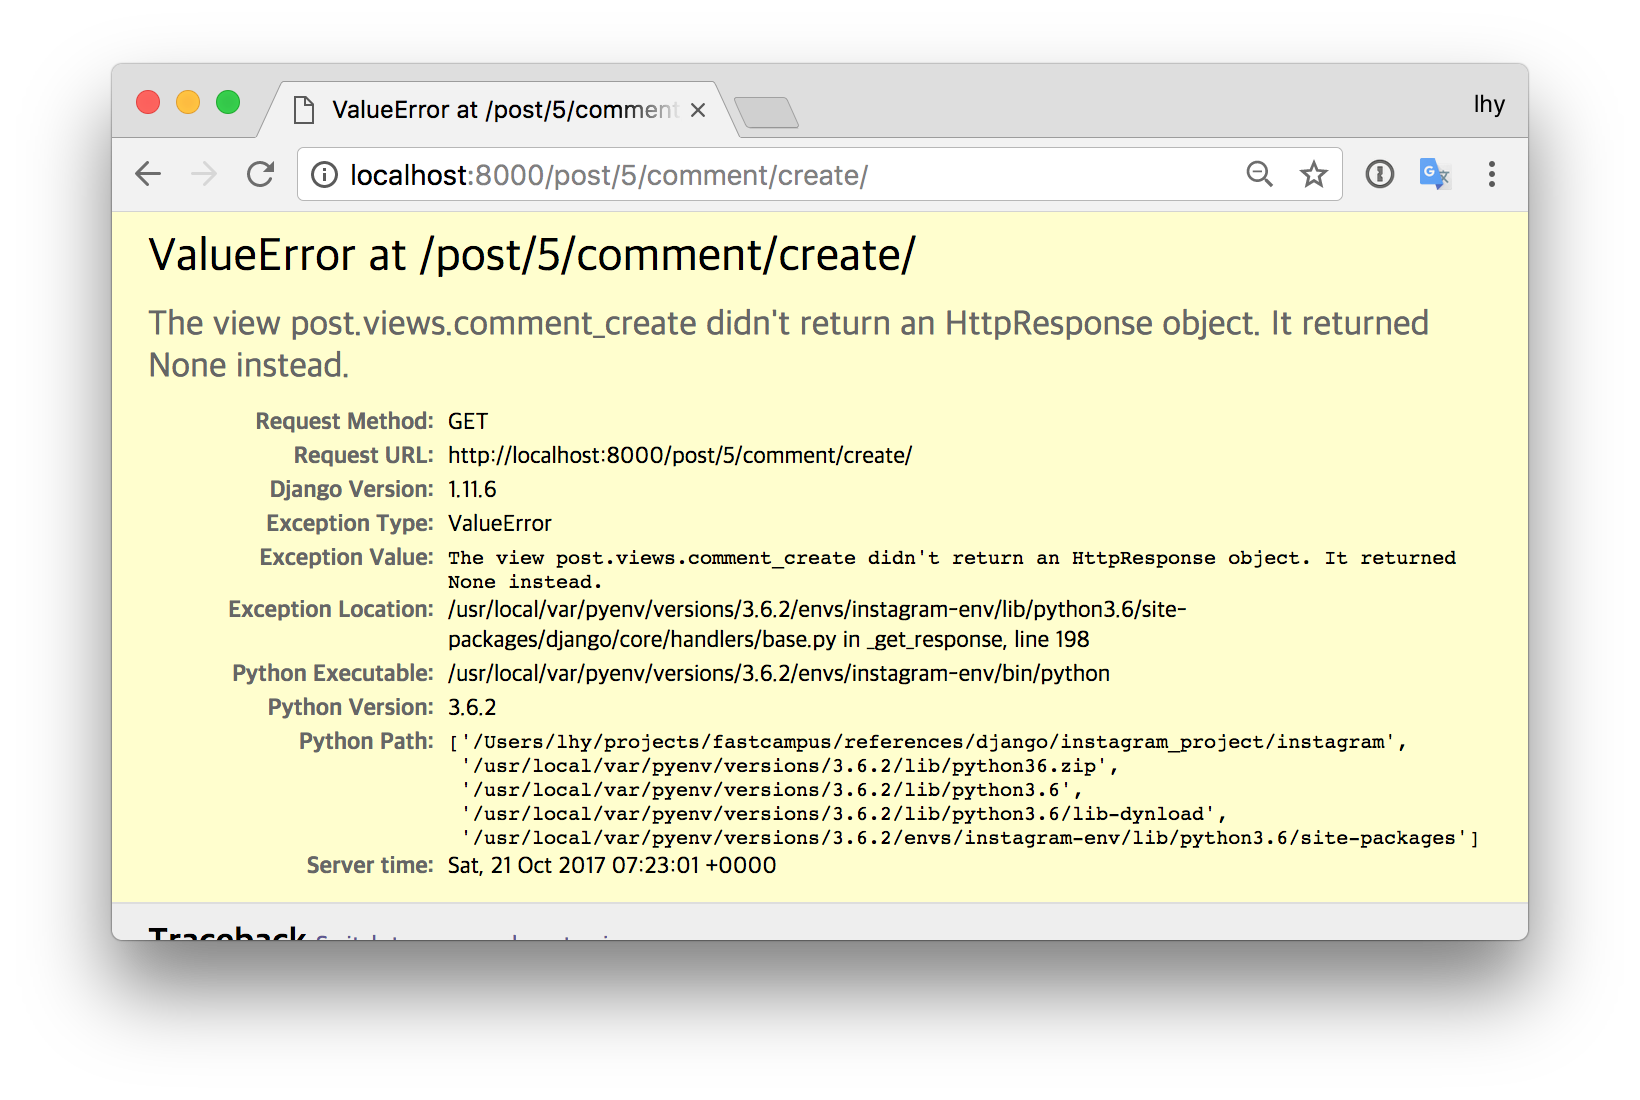 ValueError at /post/5/comment
lhy
localhost:8000/post/5/comment/create/
ValueError at /post/5/comment/create/
The view post.views.comment_create didn't return an HttpResponse object. It returned
None instead.
Request Method: GET
Request URL: http://localhost:8000/post/5/comment/create/
Django Version: 1.11.6
Exception Type: ValueError
Exception Value: The view post.views.comment_create didn't return an HttpResponse object. It returned
None instead.
Exception Location: /usr/local/var/pyenv/versions/3.6.2/envs/instagram-env/lib/python3.6/site-
packages/django/core/handlers/base.py in _get_response, line 198
Python Executable: /usr/local/var/pyenv/versions/3.6.2/envs/instagram-env/bin/python
Python Version: 3.6.2
Python Path: ['/Users/lhy/projects/fastcampus/references/django/instagram_project/instagram',
'/usr/local/var/pyenv/versions/3.6.2/lib/python36.zip',
'/usr/local/var/pyenv/versions/3.6.2/lib/python3.6',
'/usr/local/var/pyenv/versions/3.6.2/lib/python3.6/lib-dynload',
'/usr/local/var/pyenv/versions/3.6.2/envs/instagram-env/lib/python3.6/site-packages']
Server time: Sat, 21 Oct 2017 07:23:01 +0000
Traceback